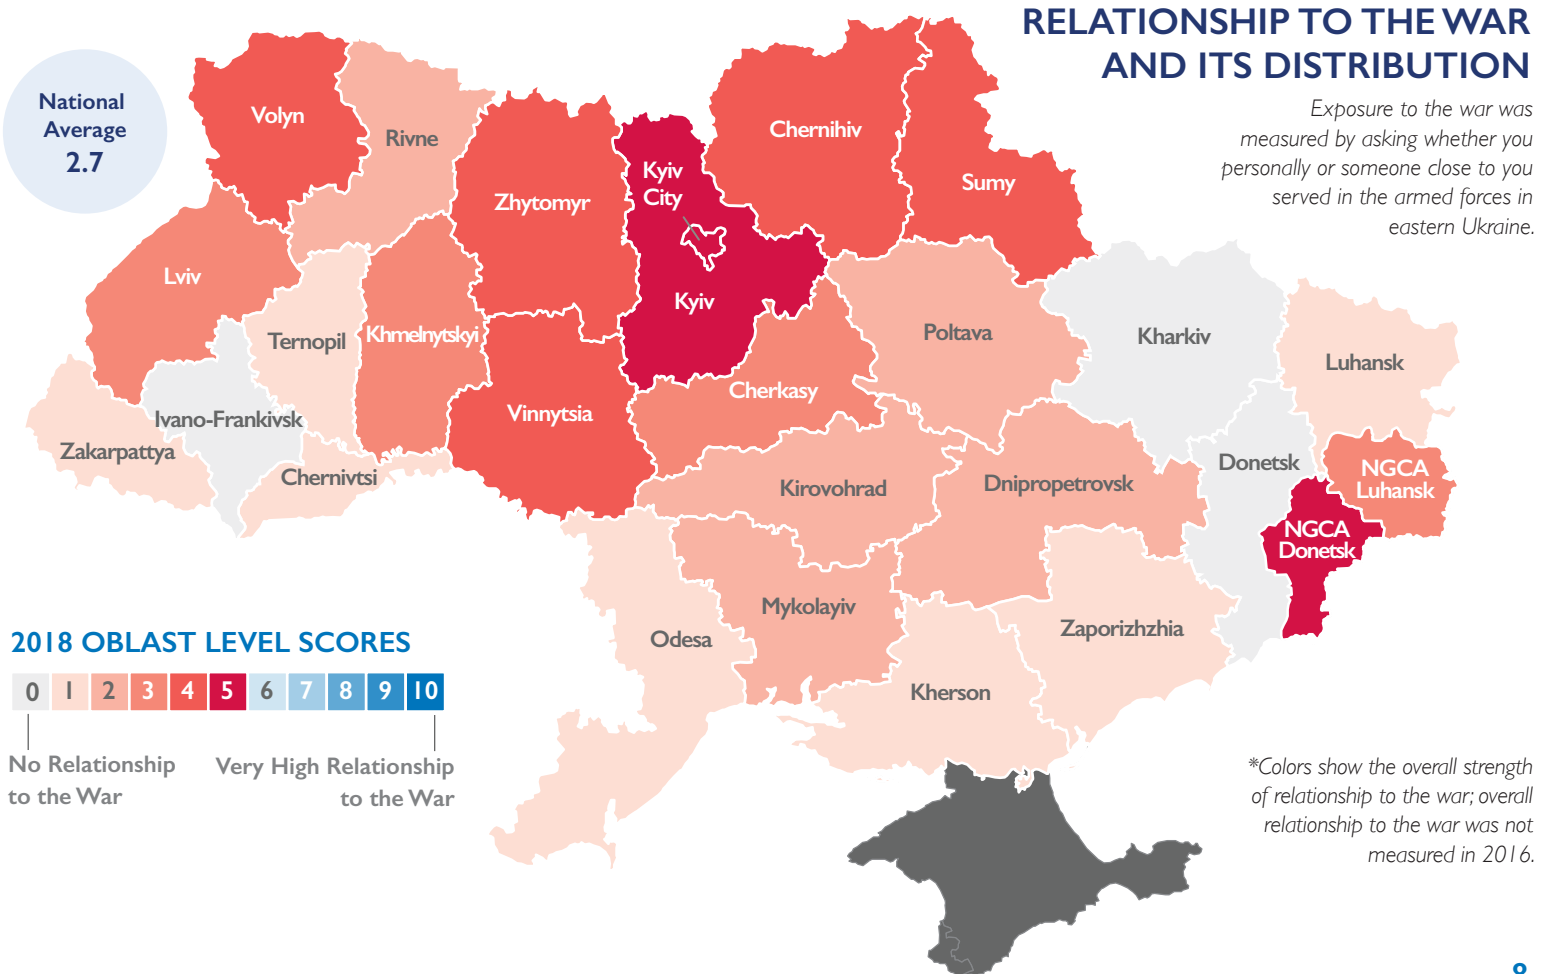 RELATIONSHIP TO THE WAR
AND ITS DISTRIBUTION
Exposure to the war was
measured by asking whether you
personally or someone close to you
served in the armed forces in
eastern Ukraine.
National
Average
2.7
Volyn
Rivne
Zhytomyr
Kyiv
City
Chernihiv
Sumy
Lviv
Ternopil
Khmelnytskyi
Kyiv
Poltava
Kharkiv
Luhansk
Zakarpattya
Ivano-Frankivsk
Chernivtsi
Vinnytsia
Cherkasy
Kirovohrad
Dnipropetrovsk
Donetsk
NGCA
Luhansk
NGCA
Donetsk
Odesa
Mykolayiv
Kherson
Zaporizhzhia
2018 OBLAST LEVEL SCORES
0 1 2 3 4 5 6 7 8 9 10
No Relationship
to the War
Very High Relationship
to the War
*Colors show the overall strength
of relationship to the war; overall
relationship to the war was not
measured in 2016.